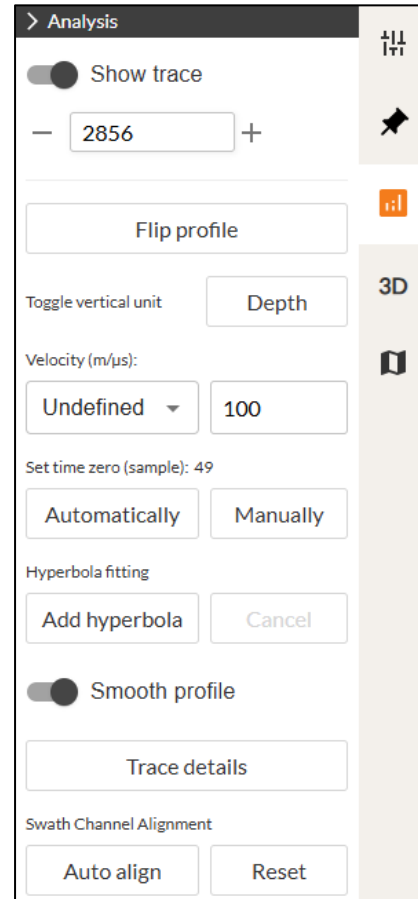 Analysis
Show trace
2856
Flip profile
Toggle vertical unit Depth
Velocity (m/µs):
Undefined 100
Set time zero (sample): 49
Automatically Manually
Hyperbola fitting
Add hyperbola Cancel
Smooth profile
Trace details
Swath Channel Alignment
Auto align Reset
3D